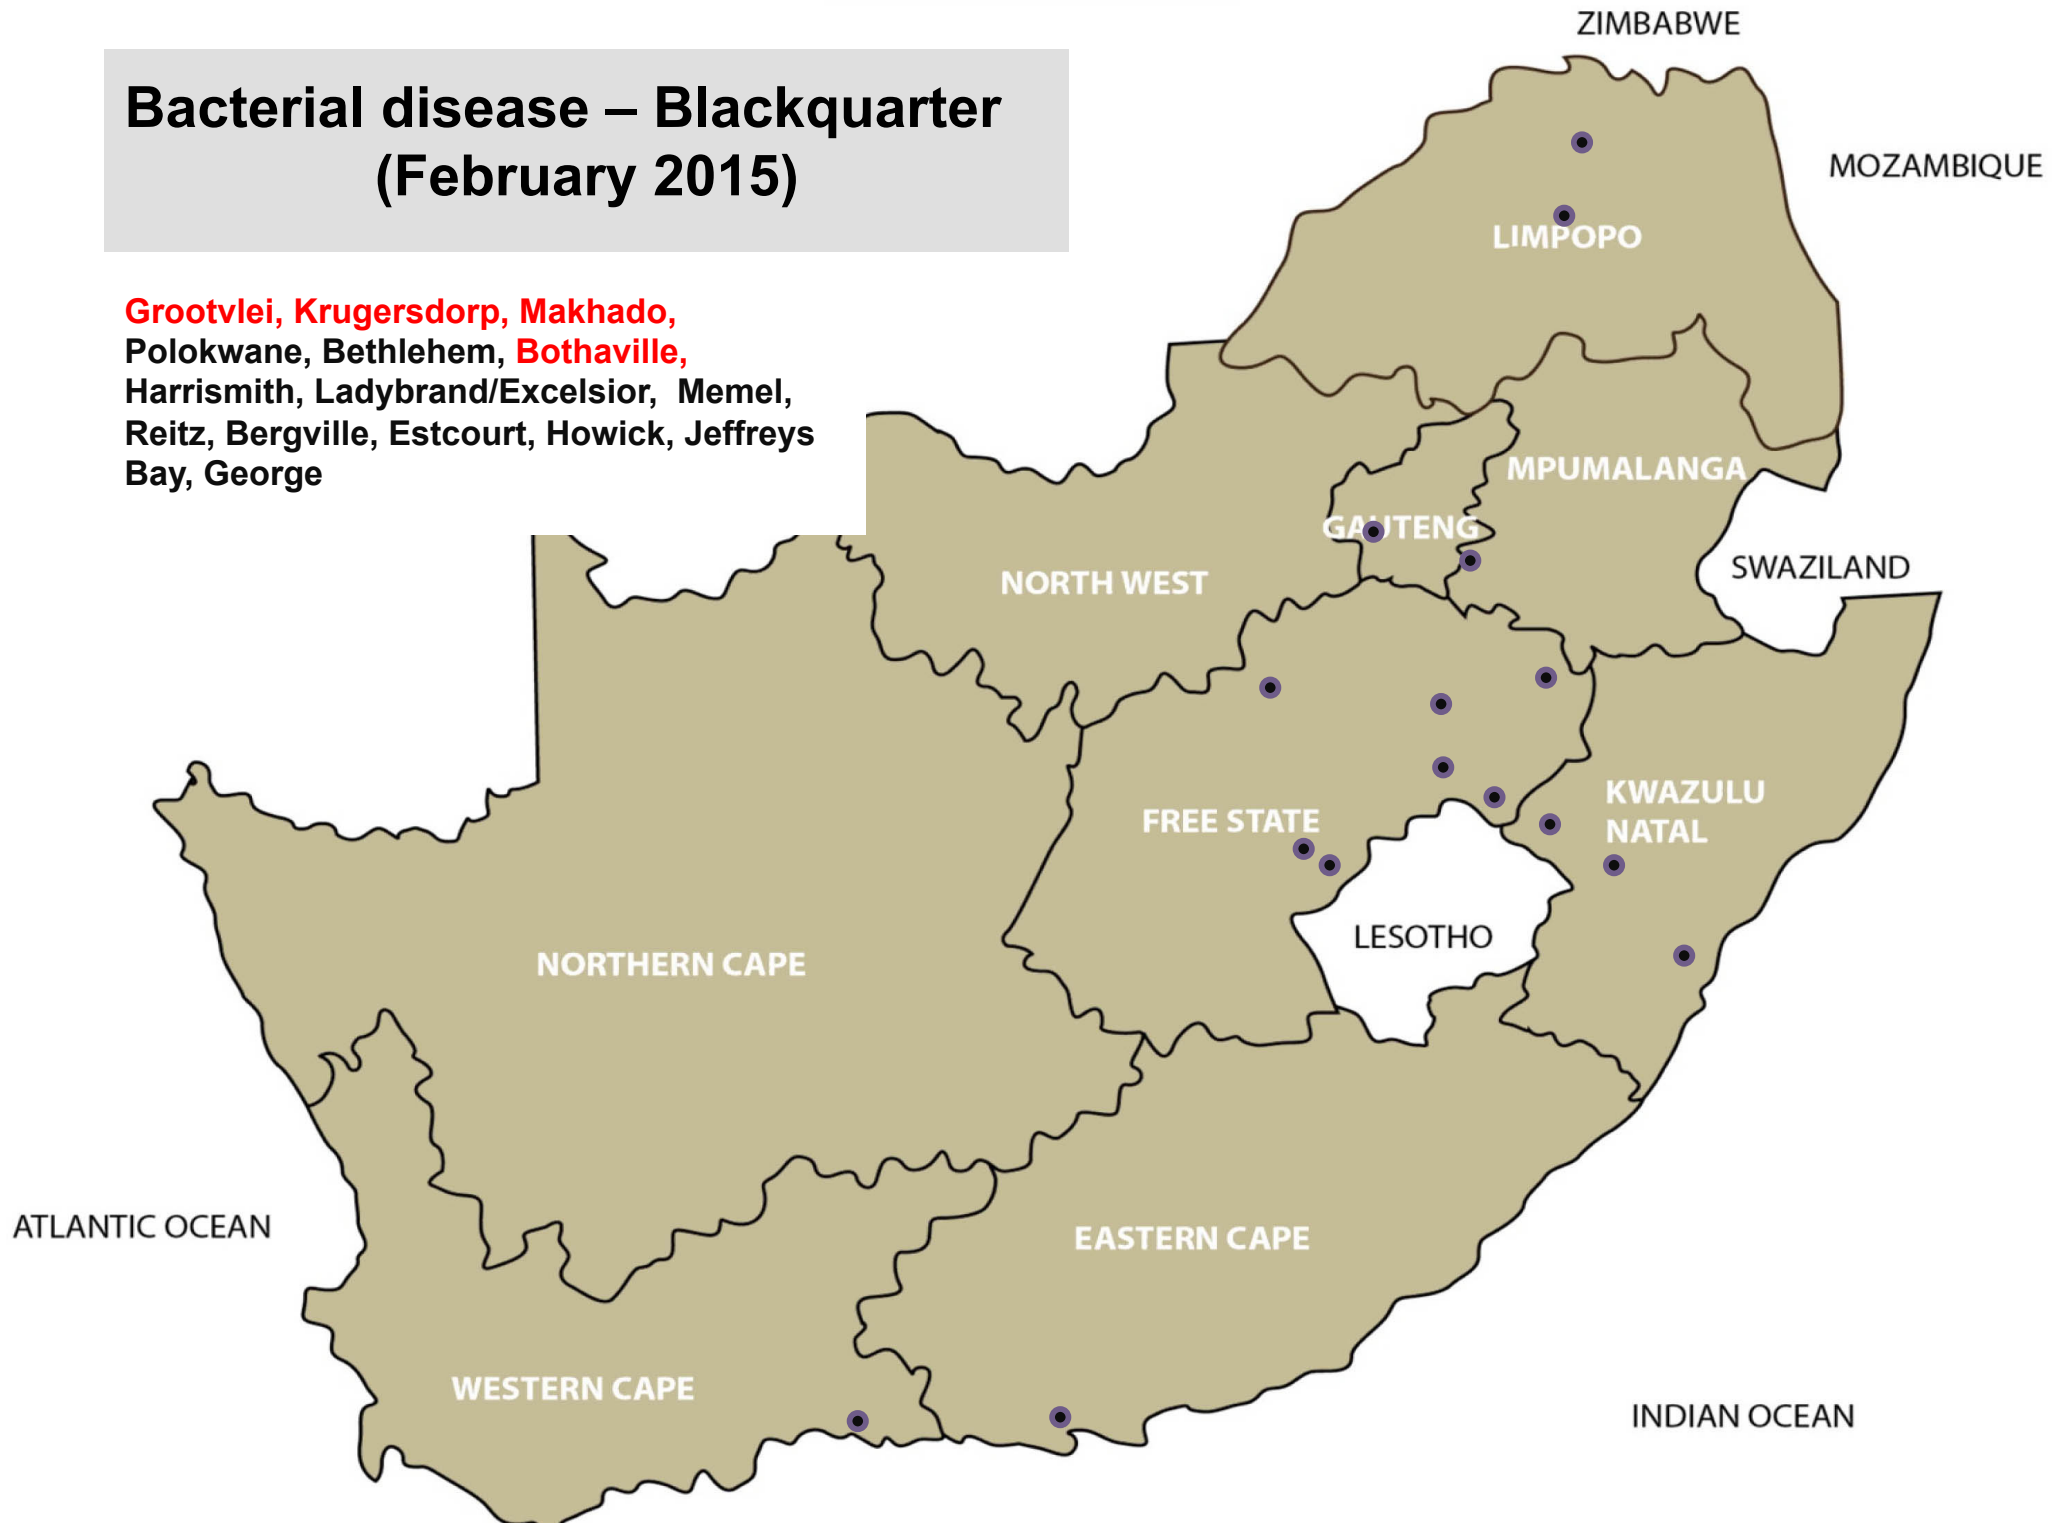 Bacterial disease – Blackquarter
(February 2015)
Grootvlei, Krugersdorp, Makhado,
Polokwane, Bethlehem, Bothaville,
Harrismith, Ladybrand/Excelsior,  Memel,
Reitz, Bergville, Estcourt, Howick, Jeffreys
Bay, George
ZIMBABWE
MOZAMBIQUE
LIMPOPO
MPUMALANGA
GAUTENG
SWAZILAND
NORTH WEST
KWAZULU
NATAL
FREE STATE
LESOTHO
NORTHERN CAPE
ATLANTIC OCEAN
EASTERN CAPE
WESTERN CAPE
INDIAN OCEAN